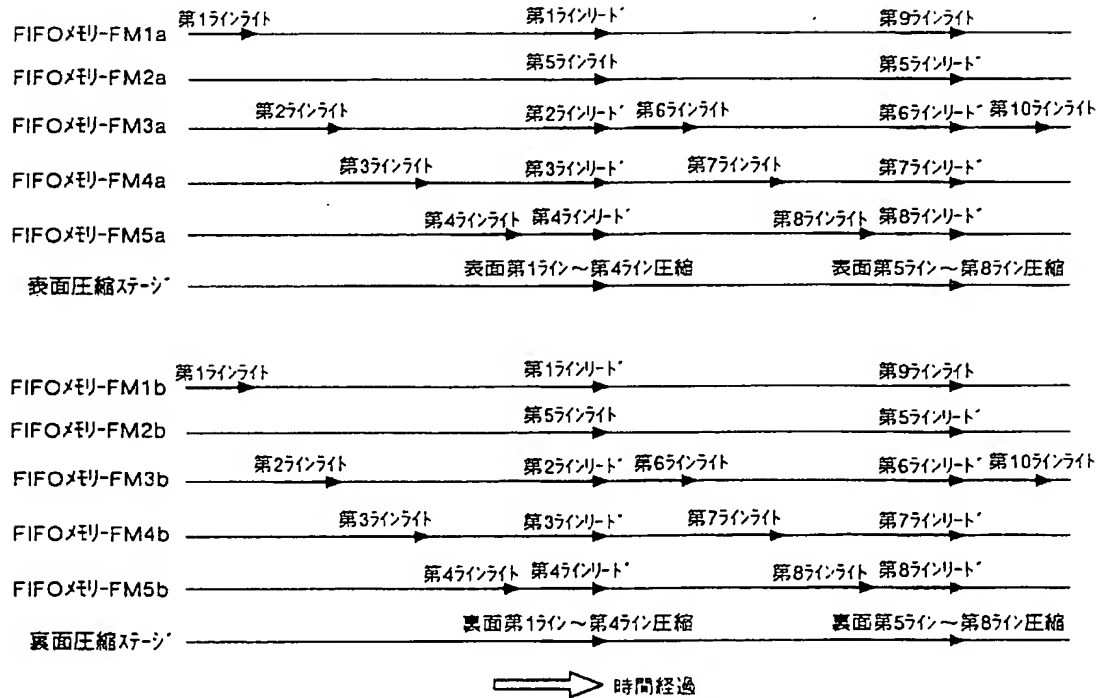 第1ラインライト 第1ラインリード 第9ラインライト
FIFOメモリーFM1a
第5ラインライト 第5ラインリード
FIFOメモリーFM2a
第2ラインライト 第2ラインリード 第6ラインライト 第6ラインリード 第10ラインライト
FIFOメモリーFM3a
第3ラインライト 第3ラインリード 第7ラインライト 第7ラインリード
FIFOメモリーFM4a
第4ラインライト 第4ラインリード 第8ラインライト 第8ラインリード
FIFOメモリーFM5a
表面第1ライン～第4ライン圧縮 表面第5ライン～第8ライン圧縮
表面圧縮ステージ
第1ラインライト 第1ラインリード 第9ラインライト
FIFOメモリーFM1b
第5ラインライト 第5ラインリード
FIFOメモリーFM2b
第2ラインライト 第2ラインリード 第6ラインライト 第6ラインリード 第10ラインライト
FIFOメモリーFM3b
第3ラインライト 第3ラインリード 第7ラインライト 第7ラインリード
FIFOメモリーFM4b
第4ラインライト 第4ラインリード 第8ラインライト 第8ラインリード
FIFOメモリーFM5b
裏面第1ライン～第4ライン圧縮 裏面第5ライン～第8ライン圧縮
裏面圧縮ステージ
時間経過